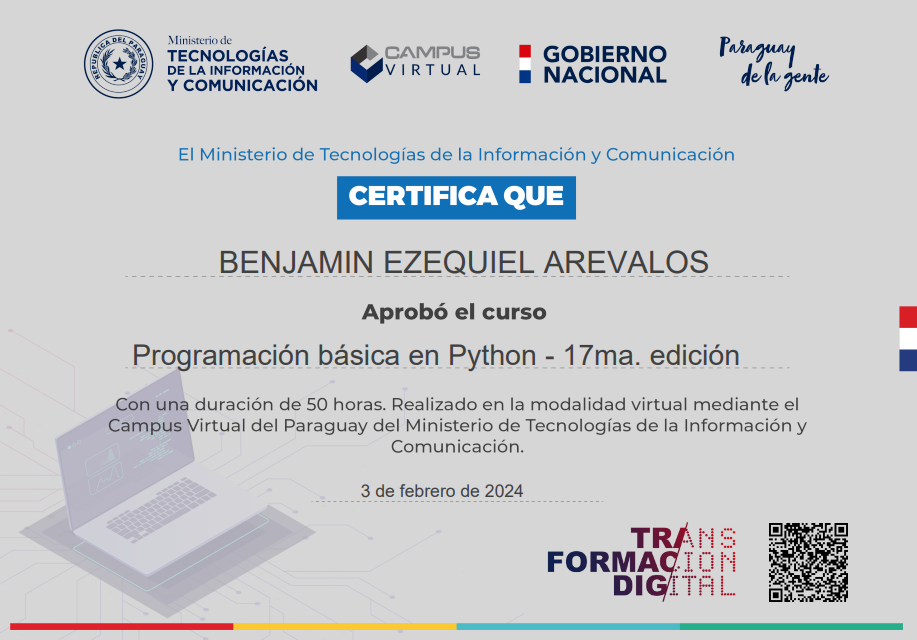 REPUBLICA DEL PARAGUAY
Ministerio de
TECNOLOGÍAS
DE LA INFORMACIÓN
Y COMUNICACIÓN
CAMPUS
VIRTUAL
GOBIERNO
NACIONAL
Paraguay
de la gente
El Ministerio de Tecnologías de la Información y Comunicación
CERTIFICA QUE
BENJAMIN EZEQUIEL AREVALOS
Aprobó el curso
Programación básica en Python - 17ma. edición
Con una duración de 50 horas. Realizado en la modalidad virtual mediante el
Campus Virtual del Paraguay del Ministerio de Tecnologías de la Información y
Comunicación.
3 de febrero de 2024
TRANS
FORMACION
DIGITAL